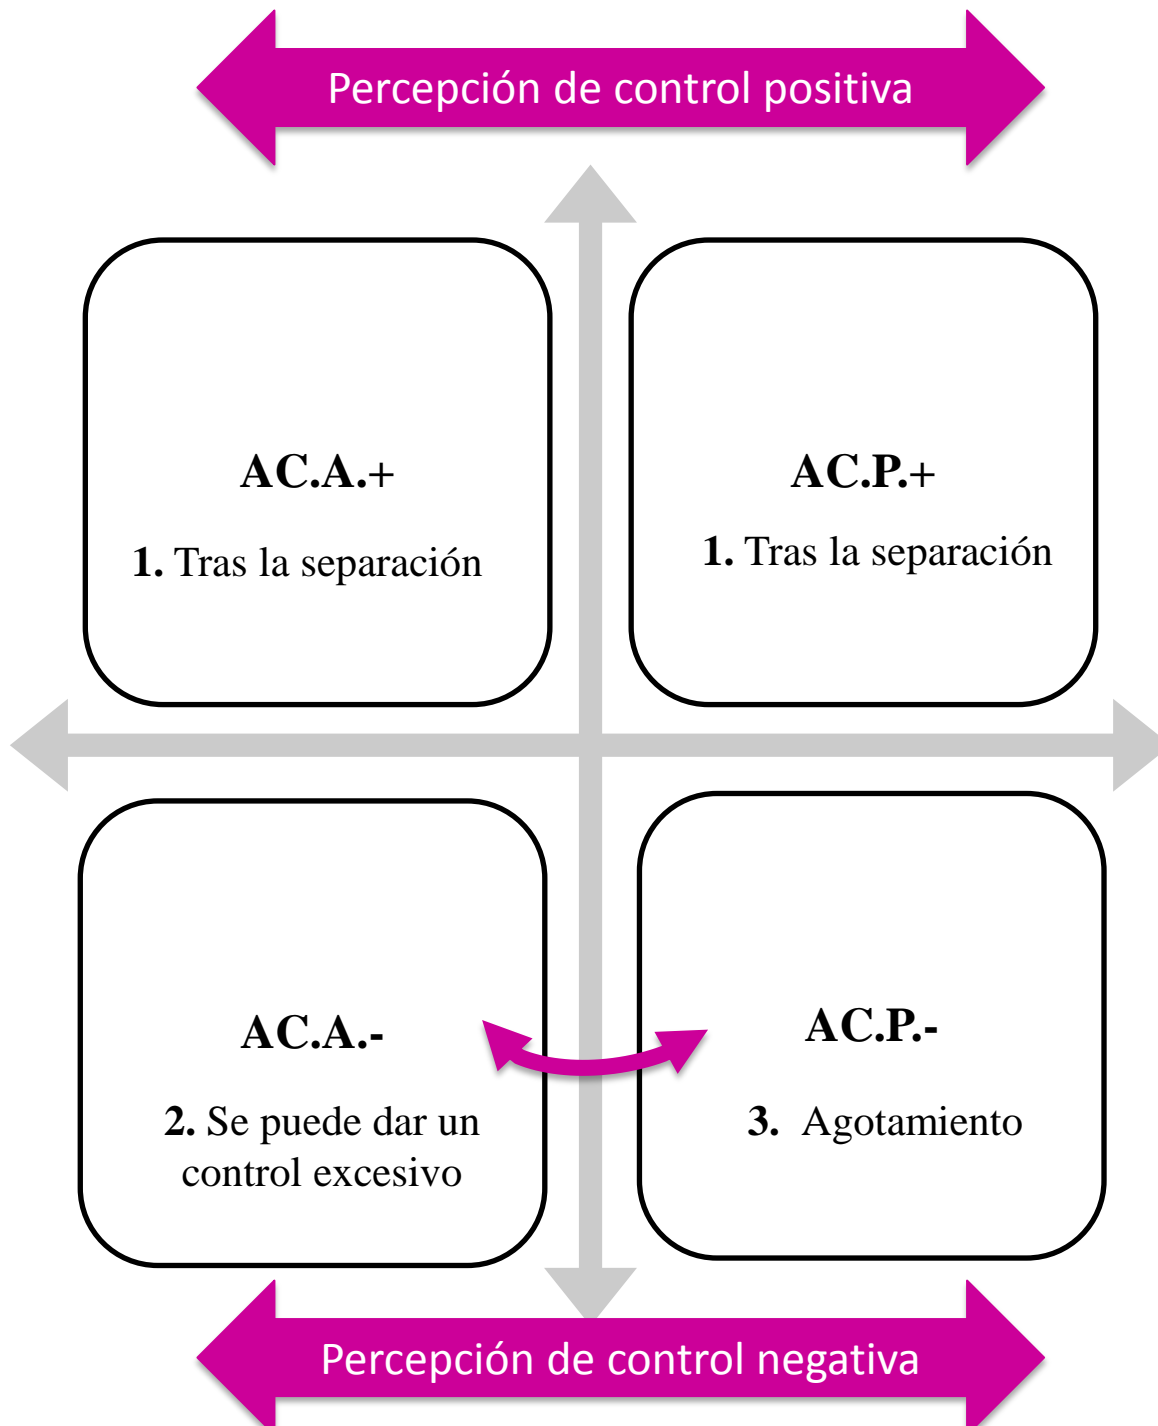 Percepción de control positiva
AC.A.+
1. Tras la separación
AC.P.+
1. Tras la separación
AC.A.-
2. Se puede dar un
control excesivo
AC.P.-
3. Agotamiento
Percepción de control negativa